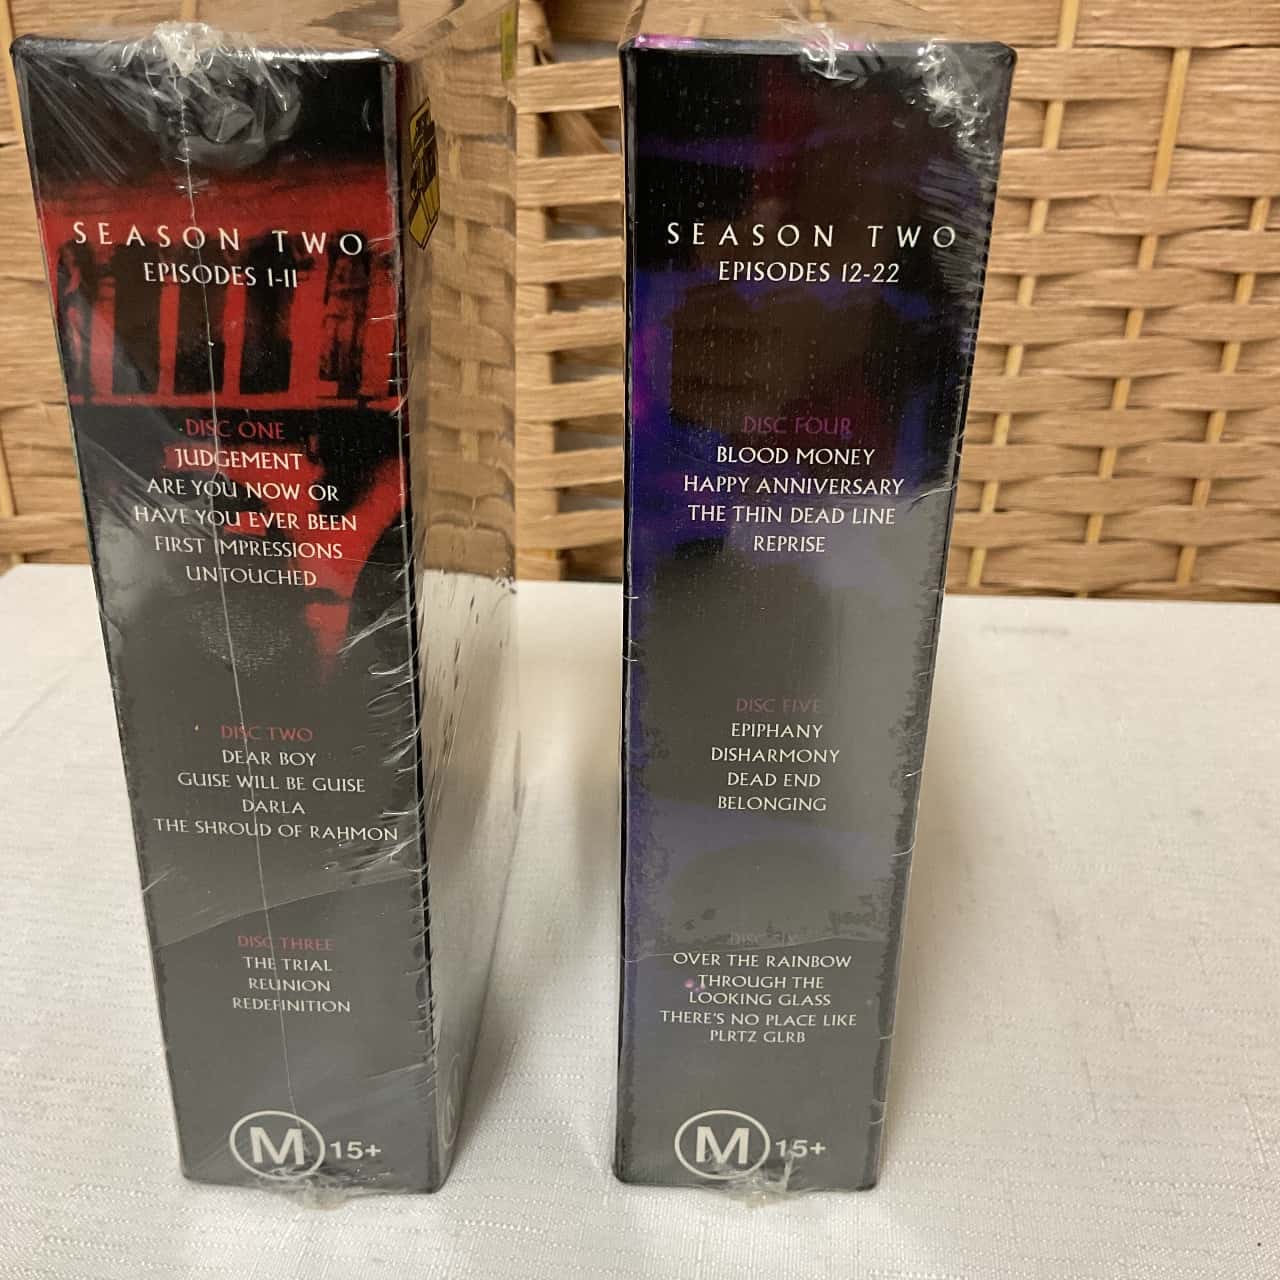 SEASON TWO
EPISODES 1-11
DISC ONE
JUDGEMENT
ARE YOU NOW OR
HAVE YOU EVER BEEN
FIRST IMPRESSIONS
UNTOUCHED
DISC TWO
DEAR BOY
GUISE WILL BE GUISE
DARLA
THE SHROUD OF RAHMON
DISC THREE
THE TRIAL
REUNION
REDEFINITION
M 15+
SEASON TWO
EPISODES 12-22
DISC FOUR
BLOOD MONEY
HAPPY ANNIVERSARY
THE THIN DEAD LINE
REPRISE
DISC FIVE
EPIPHANY
DISHARMONY
DEAD END
BELONGING
DISC SIX
OVER THE RAINBOW
THROUGH THE
LOOKING GLASS
THERE'S NO PLACE LIKE
PLRTZ GLRB
M 15+